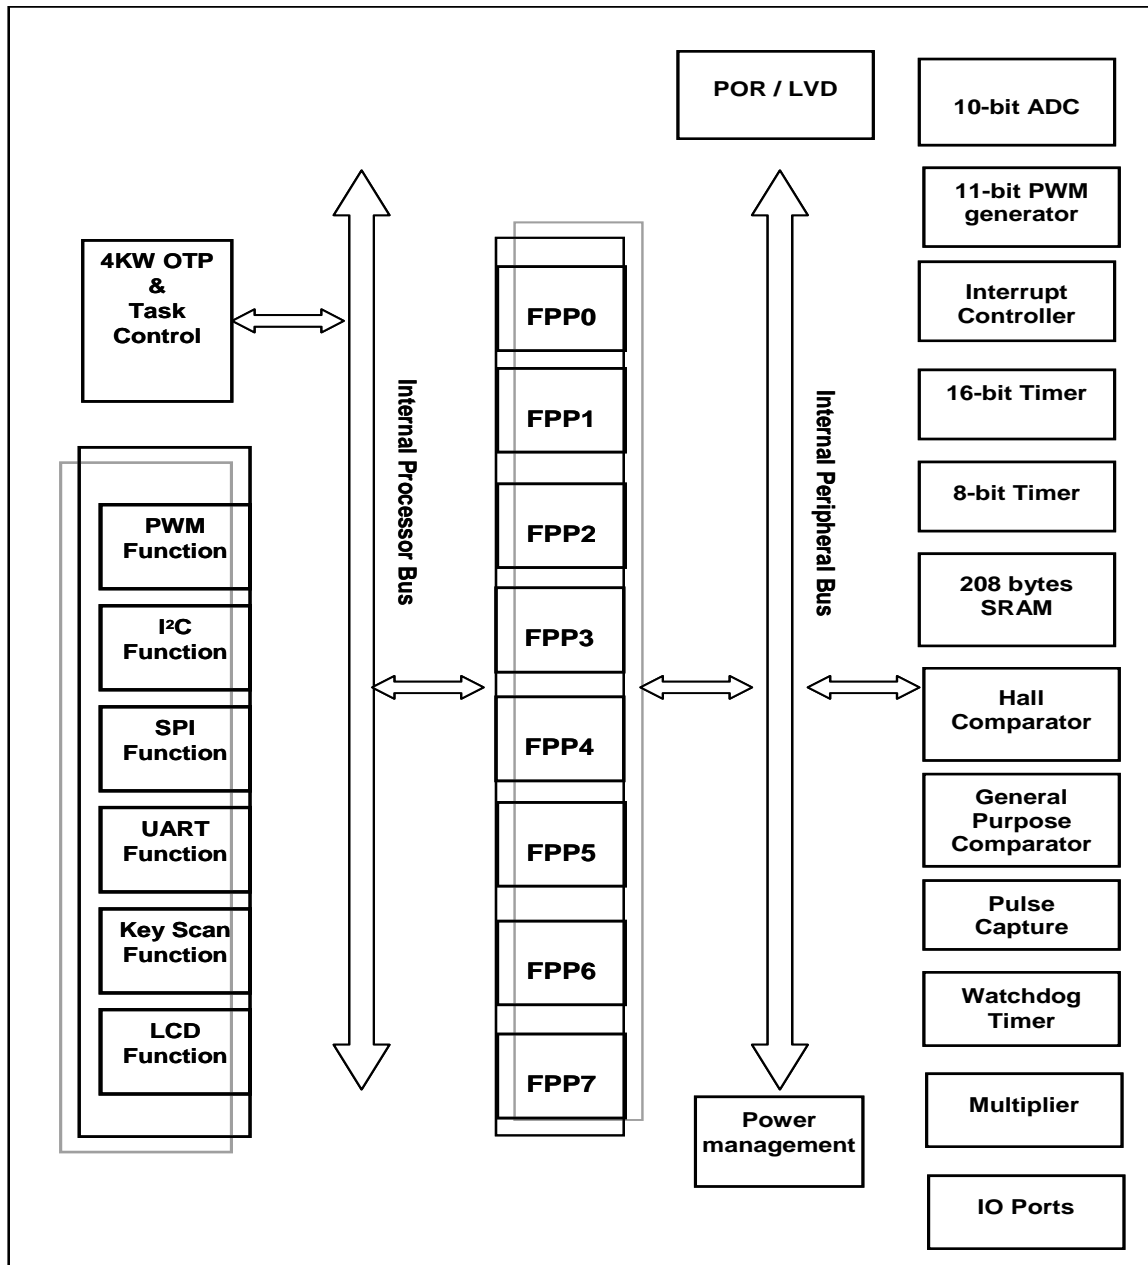 POR / LVD
10-bit ADC
11-bit PWM
generator
4KW OTP
&
Task
Control
Interrupt
Controller
FPP0
16-bit Timer
FPP1
Internal Processor Bus
Internal Peripheral Bus
8-bit Timer
PWM
Function
FPP2
208 bytes
SRAM
I²C
Function
FPP3
Hall
Comparator
SPI
Function
FPP4
General
Purpose
Comparator
UART
Function
FPP5
Pulse
Capture
Key Scan
Function
FPP6
Watchdog
Timer
LCD
Function
FPP7
Multiplier
Power
management
IO Ports